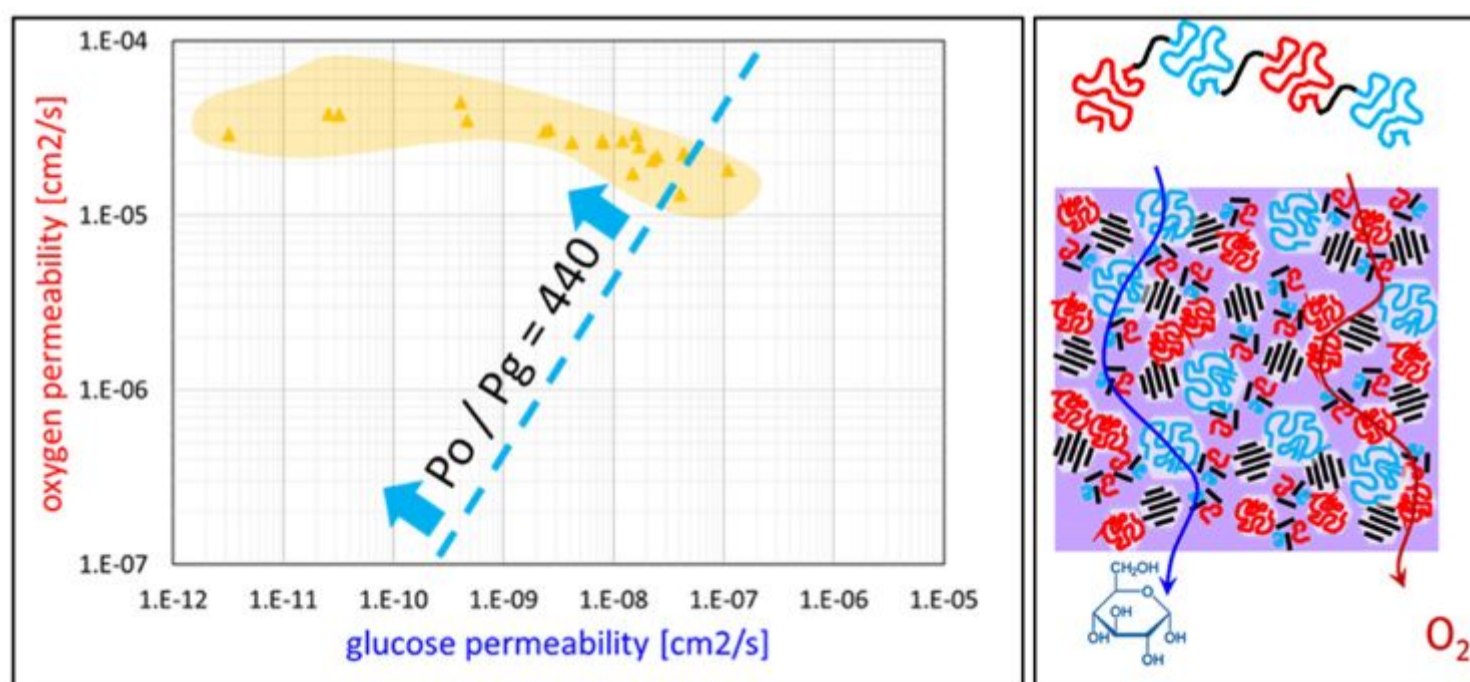 oxygen permeability [cm2/s]
1.E-04
1.E-05
1.E-06
1.E-07
Po / Pg = 440
1.E-12 1.E-11 1.E-10 1.E-09 1.E-08 1.E-07 1.E-06 1.E-05
glucose permeability [cm2/s]
CH₂OH
O
OH
OH
OH
OH
O₂